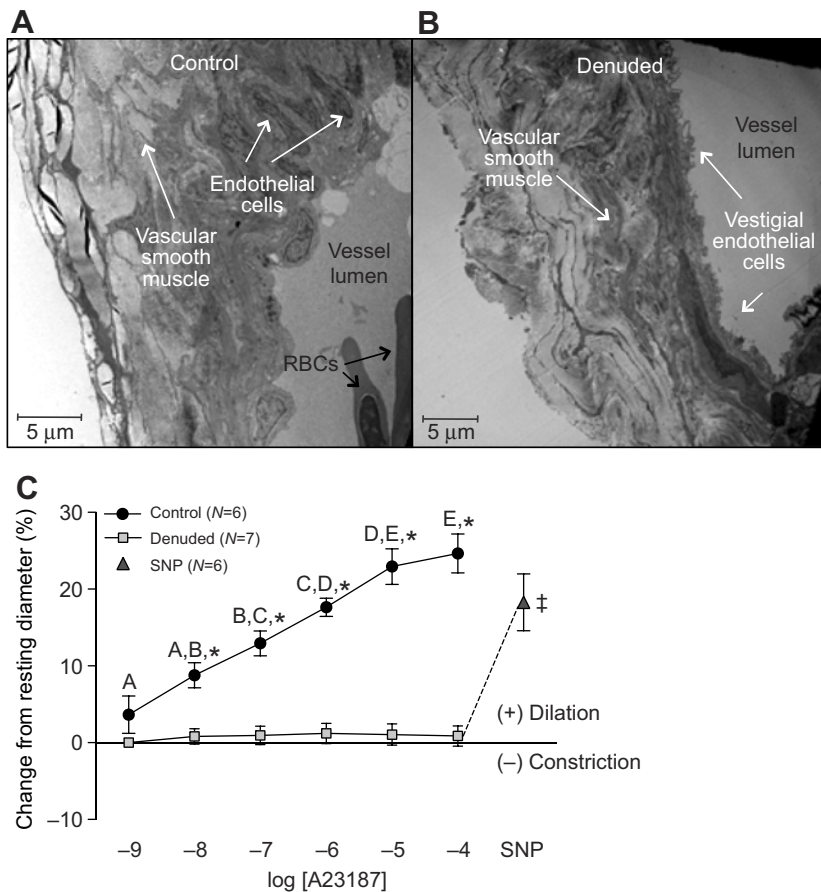 A
Control
Endothelial
cells
Vascular
smooth
muscle
Vessel
lumen
RBCs
5 μm
B
Denuded
Vascular
smooth
muscle
Vessel
lumen
Vestigial
endothelial
cells
5 μm
C
Change from resting diameter (%)
30
20
10
0
–10
Control (N=6)
Denuded (N=7)
SNP (N=6)
A
A,B,*
B,C,*
C,D,*
D,E,*
E,*
‡
(+) Dilation
(–) Constriction
–9 –8 –7 –6 –5 –4 SNP
log [A23187]